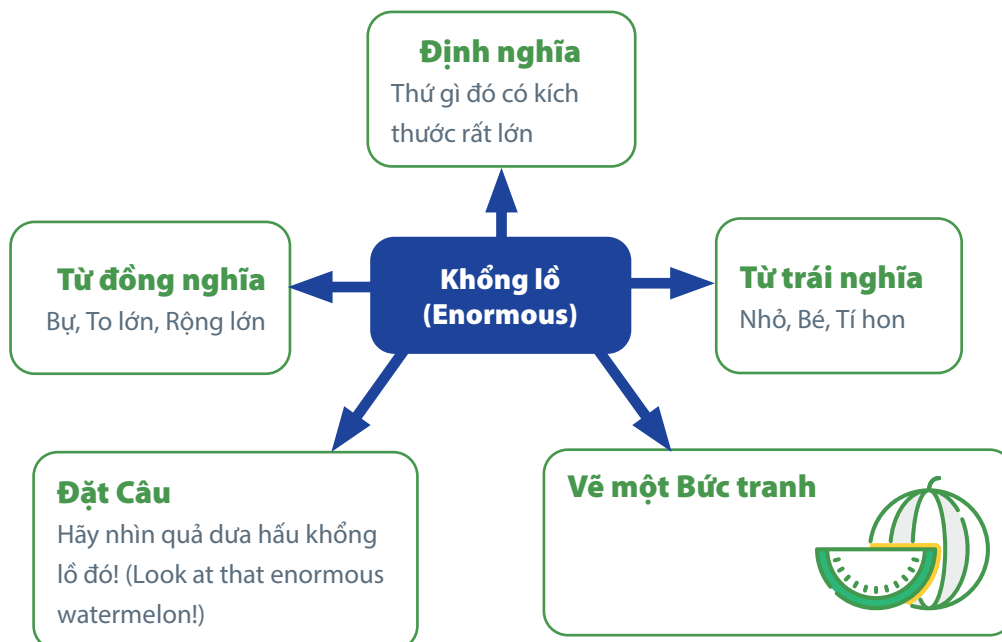 Định nghĩa
Thứ gì đó có kích
thước rất lớn
Từ đồng nghĩa
Bự, To lớn, Rộng lớn
Khổng lồ
(Enormous)
Từ trái nghĩa
Nhỏ, Bé, Tí hon
Đặt Câu
Hãy nhìn quả dưa hấu khổng
lồ đó! (Look at that enormous
watermelon!)
Vẽ một Bức tranh